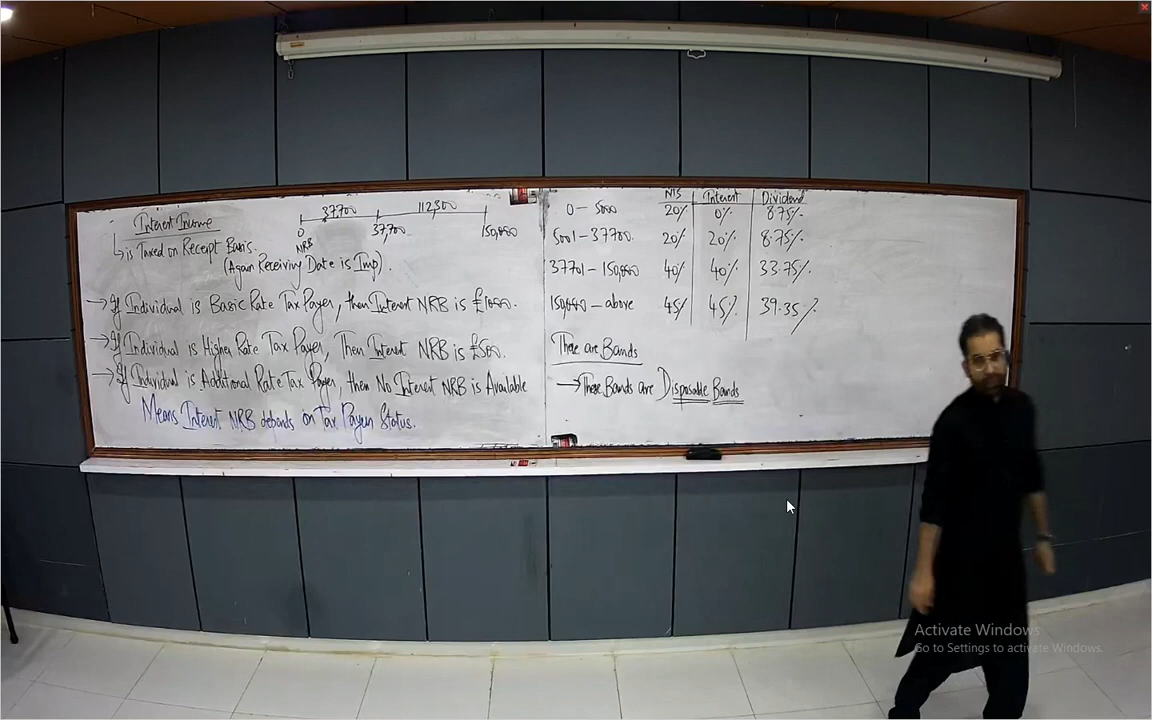 Interest Income
37,700 112,300
0 37,700 150,000
NRB
↳ is Taxed on Receipt Basis.
(Again Receiving Date is Imp).
→ If Individual is Basic Rate Tax Payer, then Interest NRB is £1000.
→ If Individual is Higher Rate Tax Payer, Then Interest NRB is £500.
→ If Individual is Additional Rate Tax Payer, then No Interest NRB is Available
Means Interest NRB depends on Tax Payer Status.
NIS Interest Dividend
0 - 5000 20% 0% 8.75%
5001 - 37700. 20% 20% 8.75%.
37701 - 150,000 40% 40% 33.75%.
150,000 - above 45% 45% 39.35%
These are Bands
→ These Bands are Disposable Bands
Activate Windows
Go to Settings to activate Windows.